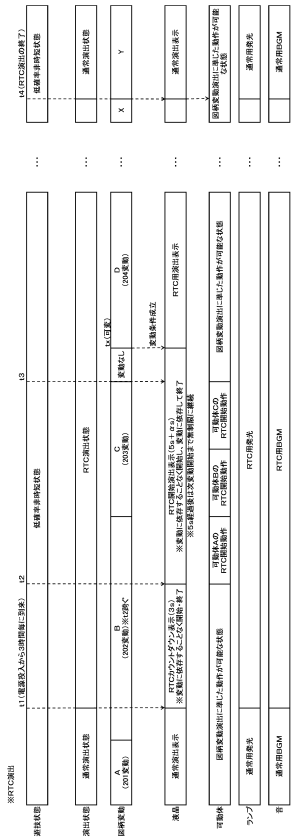 ※RTC演出
t1(電源投入から3時間毎に到来)
t2
t3
t4(RTC演出の終了)
遊技状態
低確率非時短状態
…
低確率非時短状態
演出状態
通常演出状態
RTC演出状態
…
通常演出状態
tx(可変)
図柄変動
A
(201変動)
B
(202変動)※t2跨ぐ
C
(203変動)
変動なし
D
(204変動)
…
X
Y
変動条件成立
液晶
通常演出表示
RTCカウントダウン表示(3s)
※変動に依存することなく開始・終了
RTC開始演出表示(5s+αs)
※変動に依存することなく開始し、変動に依存して終了
※5s経過後は次変動開始まで無制限に継続
RTC用演出表示
…
通常演出表示
可動体
図柄変動演出に準じた動作が可能な状態
可動体Aの
RTC開始動作
可動体Bの
RTC開始動作
可動体Cの
RTC開始動作
図柄変動演出に準じた動作が可能な状態
…
図柄変動演出に準じた動作が可能
な状態
ランプ
通常用発光
RTC用発光
…
通常用発光
音
通常用BGM
RTC用BGM
…
通常用BGM